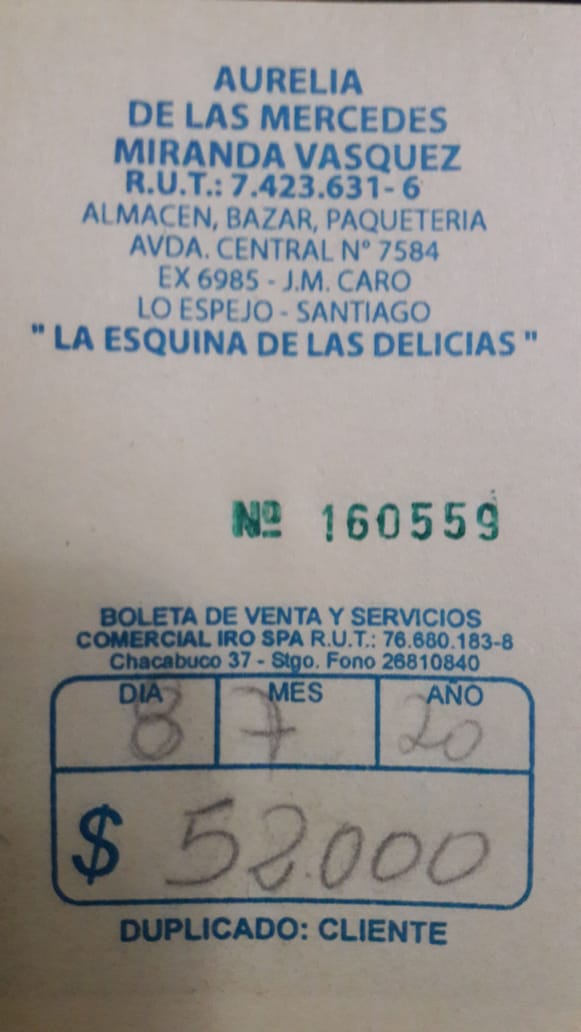 AURELIA
DE LAS MERCEDES
MIRANDA VASQUEZ
R.U.T.: 7.423.631-6
ALMACEN, BAZAR, PAQUETERIA
AVDA. CENTRAL N° 7584
EX 6985 - J.M. CARO
LO ESPEJO - SANTIAGO
" LA ESQUINA DE LAS DELICIAS "
Nº 160559
BOLETA DE VENTA Y SERVICIOS
COMERCIAL IRO SPA R.U.T.: 76.680.183-8
Chacabuco 37 - Stgo. Fono 26810840
DIA MES AÑO
8 7 20
$ 52.000
DUPLICADO: CLIENTE